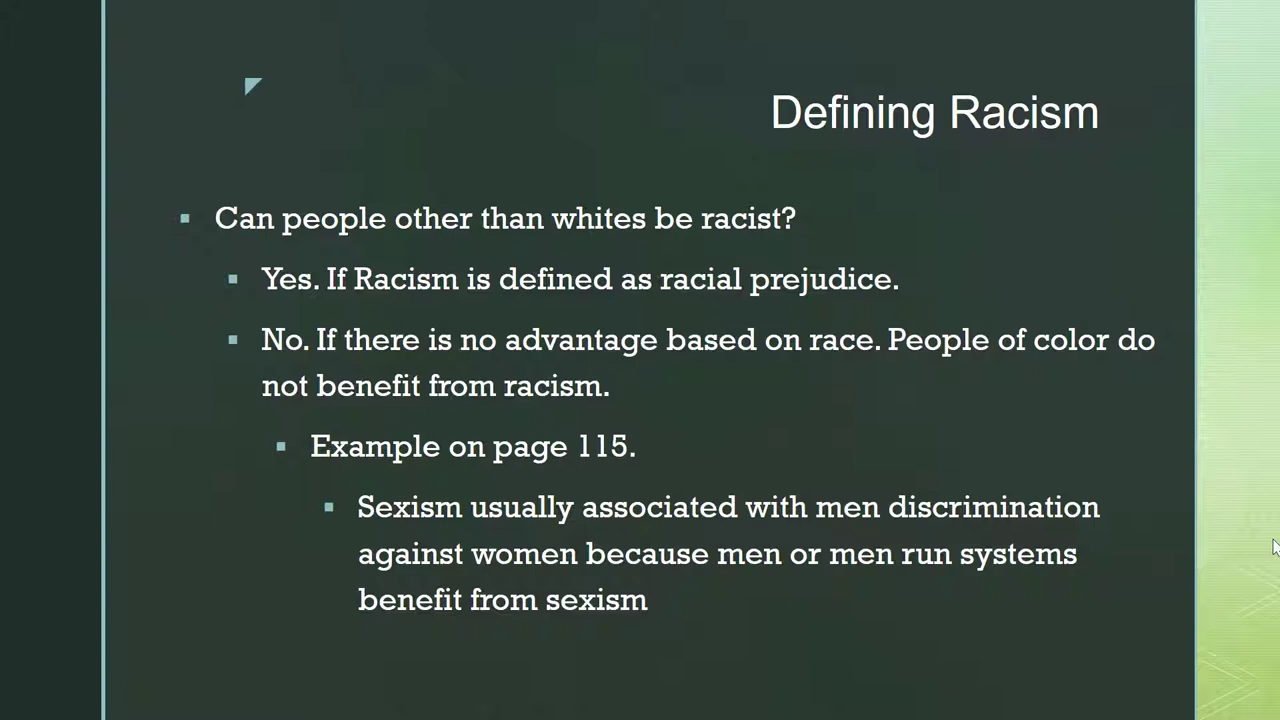 Defining Racism
Can people other than whites be racist?
Yes. If Racism is defined as racial prejudice.
No. If there is no advantage based on race. People of color do
not benefit from racism.
Example on page 115.
Sexism usually associated with men discrimination
against women because men or men run systems
benefit from sexism